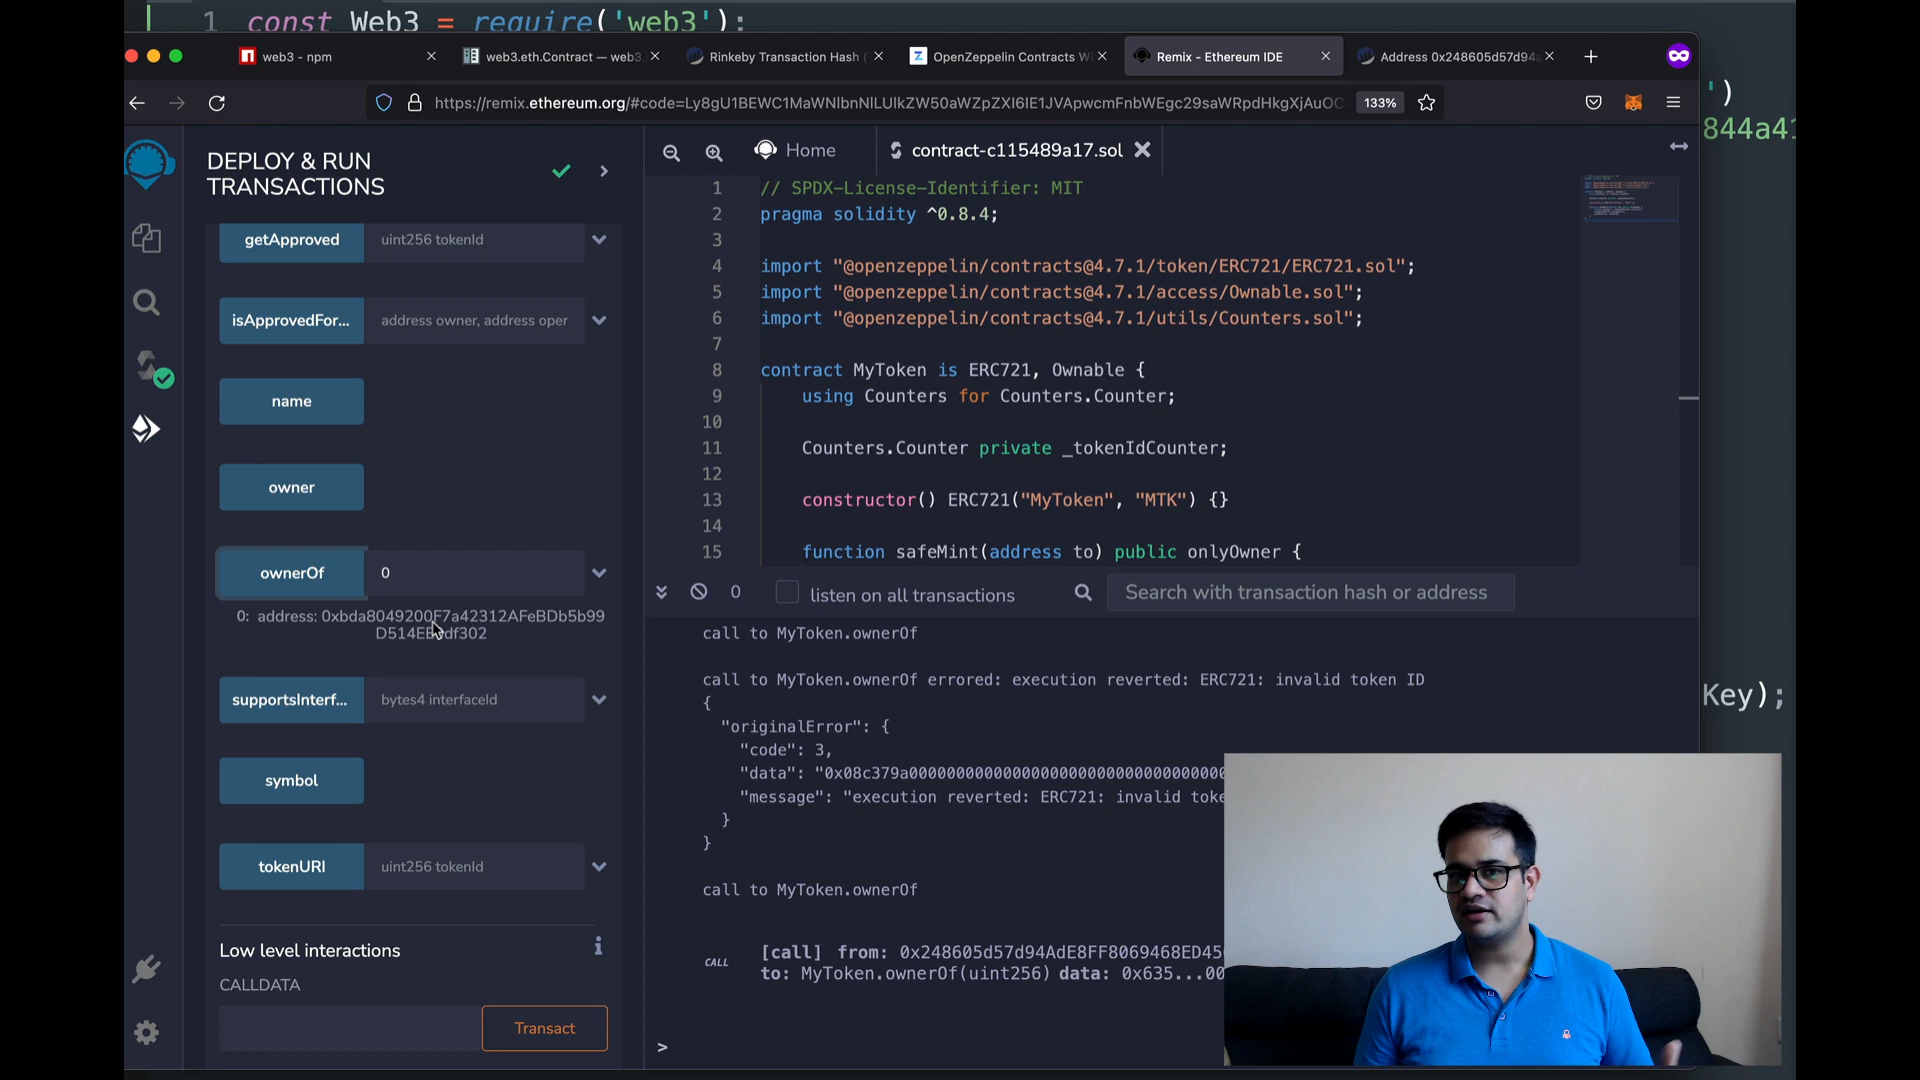 1 const Web3 = require('web3');
web3 - npm
web3.eth.Contract — web3.
Rinkeby Transaction Hash (
OpenZeppelin Contracts W
Remix - Ethereum IDE
Address 0x248605d57d94a
https://remix.ethereum.org/#code=Ly8gU1BEWC1MaWNlbnNlLUlkZW50aWZpZXI6IE1JVApwcmFnbWEgc29saWRpdHkgXjAuOC
133%
')
844a41
DEPLOY & RUN
TRANSACTIONS
getApproved uint256 tokenId
isApprovedFor... address owner, address oper
name
owner
ownerOf 0
0: address: 0xbda8049200F7a42312AFeBDb5b99
supportsInterf... bytes4 interfaceId
symbol
tokenURI uint256 tokenId
Low level interactions
CALLDATA
Transact
Home
contract-c115489a17.sol
1 // SPDX-License-Identifier: MIT
2 pragma solidity ^0.8.4;
3
4 import "@openzeppelin/contracts@4.7.1/token/ERC721/ERC721.sol";
5 import "@openzeppelin/contracts@4.7.1/access/Ownable.sol";
6 import "@openzeppelin/contracts@4.7.1/utils/Counters.sol";
7
8 contract MyToken is ERC721, Ownable {
9 using Counters for Counters.Counter;
10
11 Counters.Counter private _tokenIdCounter;
12
13 constructor() ERC721("MyToken", "MTK") {}
14
15 function safeMint(address to) public onlyOwner {
0 listen on all transactions Search with transaction hash or address
call to MyToken.ownerOf
call to MyToken.ownerOf errored: execution reverted: ERC721: invalid token ID
{
"originalError": {
"code": 3,
"data": "0x08c379a00000000000000000000000000000000000
"message": "execution reverted: ERC721: invalid toke
}
}
call to MyToken.ownerOf
CALL [call] from: 0x248605d57d94AdE8FF8069468ED45
to: MyToken.ownerOf(uint256) data: 0x635...00
>
Key);